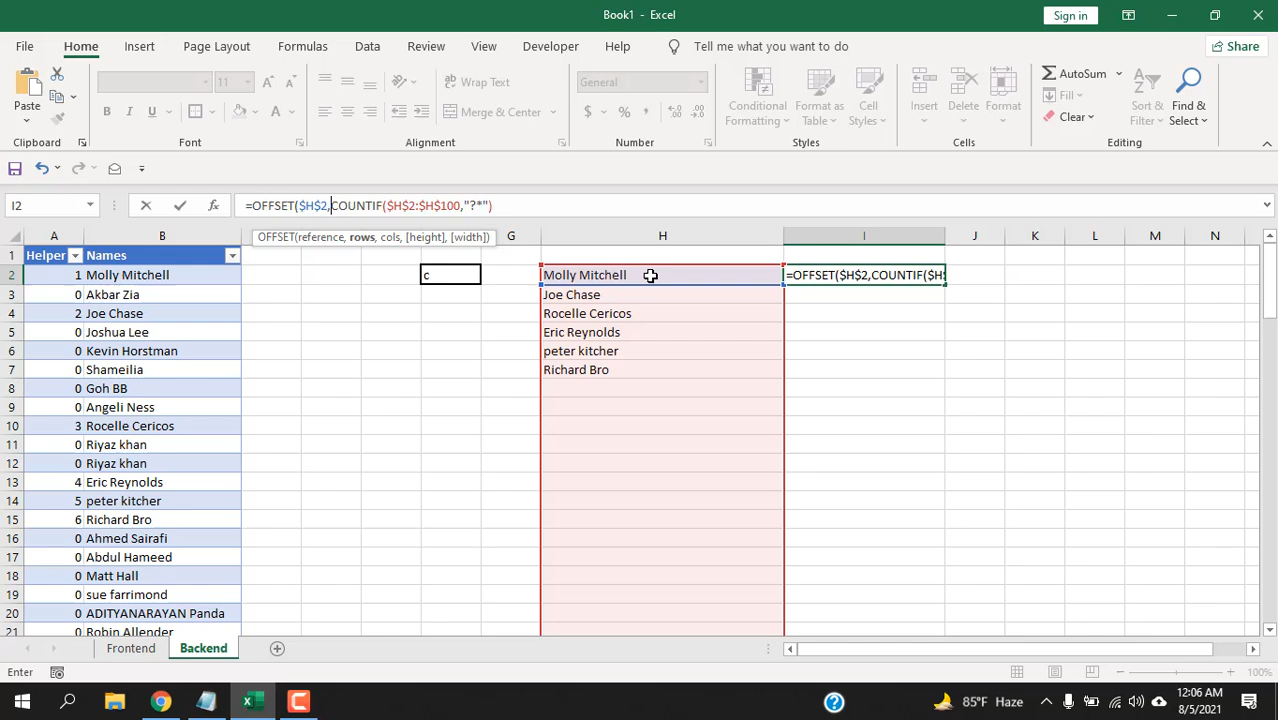 Book1 - Excel
Sign in
File Home Insert Page Layout Formulas Data Review View Developer Help Tell me what you want to do Share
Paste
11 A A
B I U
Wrap Text
Merge & Center
General
$ % ,
Conditional Formatting
Format as Table
Cell Styles
Insert Delete Format
AutoSum
Fill
Clear
Sort & Filter
Find & Select
Clipboard Font Alignment Number Styles Cells Editing
I2 fx =OFFSET($H$2,COUNTIF($H$2:$H$100,"?*")
OFFSET(reference, rows, cols, [height], [width])
A B G H I J K L M N
1 Helper Names
2 1 Molly Mitchell c Molly Mitchell =OFFSET($H$2,COUNTIF($H$
3 0 Akbar Zia Joe Chase
4 2 Joe Chase Rocelle Cericos
5 0 Joshua Lee Eric Reynolds
6 0 Kevin Horstman peter kitcher
7 0 Shameilia Richard Bro
8 0 Goh BB
9 0 Angeli Ness
10 3 Rocelle Cericos
11 0 Riyaz khan
12 0 Riyaz khan
13 4 Eric Reynolds
14 5 peter kitcher
15 6 Richard Bro
16 0 Ahmed Sairafi
17 0 Abdul Hameed
18 0 Matt Hall
19 0 sue farrimond
20 0 ADITYANARAYAN Panda
21 0 Robin Allender
Frontend Backend
Enter 100%
85°F Haze
12:06 AM
8/5/2021